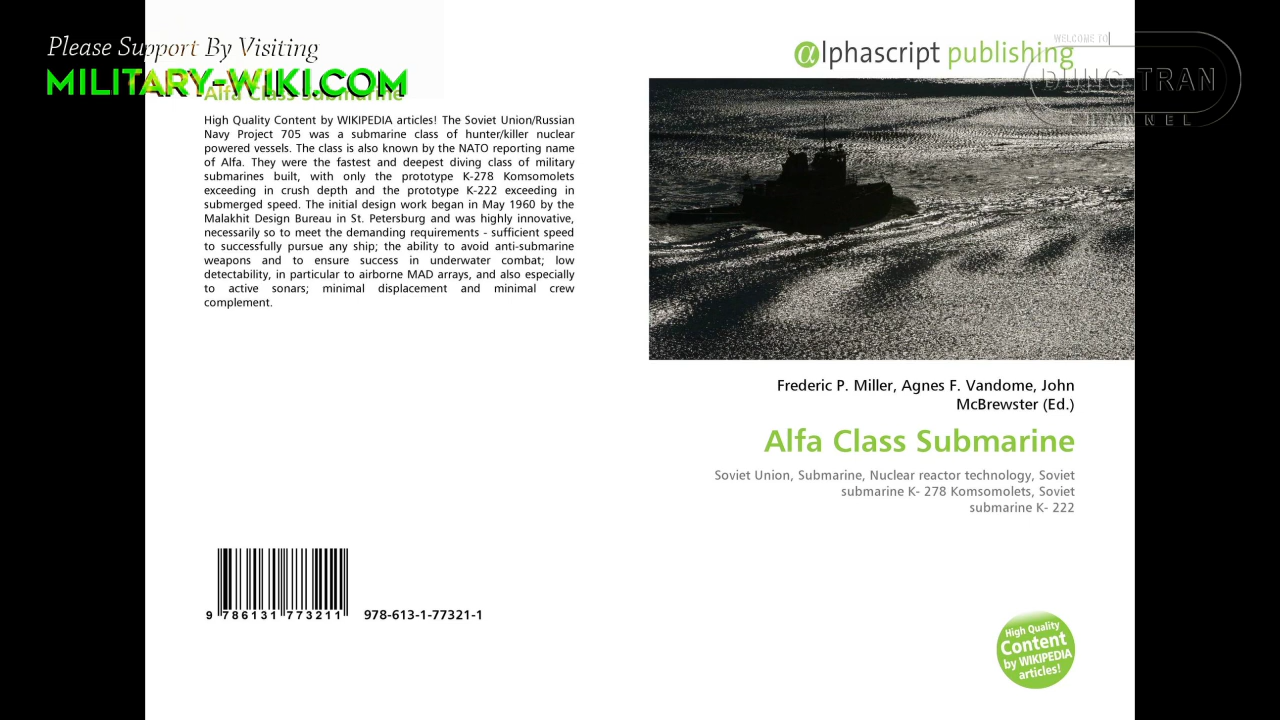 Please Support By Visiting
MILITARY-WIKI.COM
Alfa Class Submarine
High Quality Content by WIKIPEDIA articles! The Soviet Union/Russian
Navy Project 705 was a submarine class of hunter/killer nuclear
powered vessels. The class is also known by the NATO reporting name
of Alfa. They were the fastest and deepest diving class of military
submarines built, with only the prototype K-278 Komsomolets
exceeding in crush depth and the prototype K-222 exceeding in
submerged speed. The initial design work began in May 1960 by the
Malakhit Design Bureau in St. Petersburg and was highly innovative,
necessarily so to meet the demanding requirements - sufficient speed
to successfully pursue any ship; the ability to avoid anti-submarine
weapons and to ensure success in underwater combat; low
detectability, in particular to airborne MAD arrays, and also especially
to active sonars; minimal displacement and minimal crew
complement.
9 786131 773211
978-613-1-77321-1
alphascript publishing
WELCOME TO
DUNG TRAN
CHANNEL
Frederic P. Miller, Agnes F. Vandome, John
McBrewster (Ed.)
Alfa Class Submarine
Soviet Union, Submarine, Nuclear reactor technology, Soviet
submarine K- 278 Komsomolets, Soviet
submarine K- 222
High Quality
Content
by WIKIPEDIA
articles!